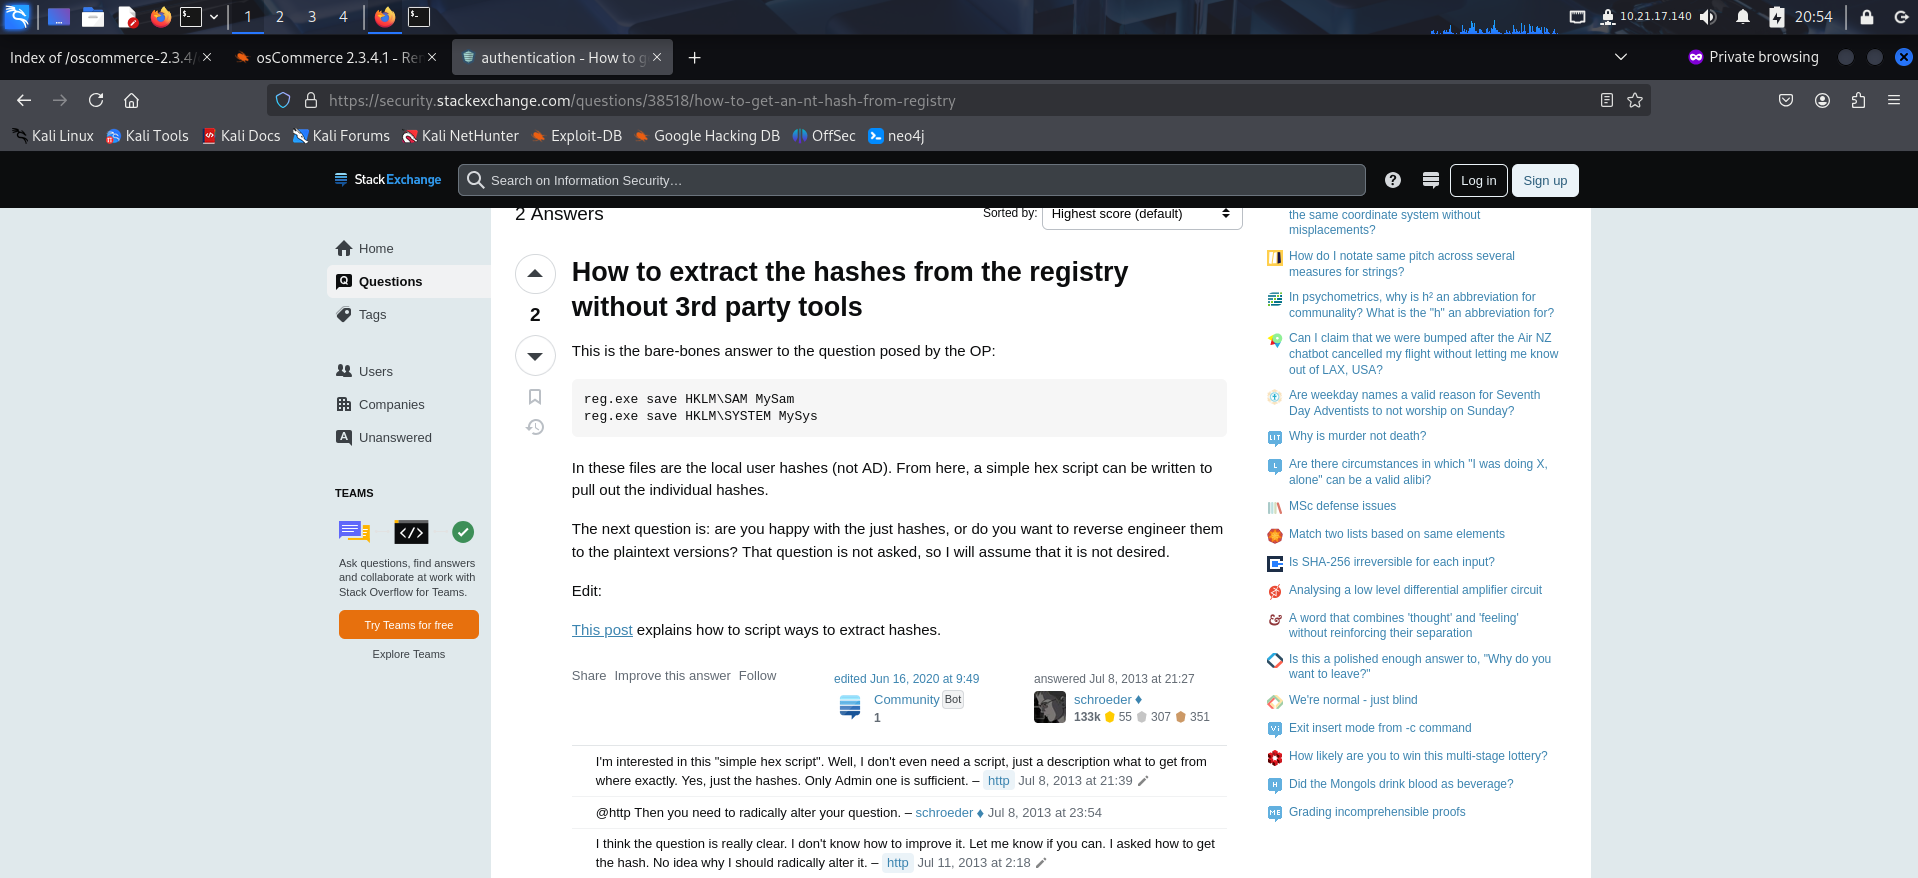 1
2
3
4
10.21.17.140
20:54
Index of /oscommerce-2.3.4/
osCommerce 2.3.4.1 - Rer
authentication - How to g
Private browsing
https://security.stackexchange.com/questions/38518/how-to-get-an-nt-hash-from-registry
Kali Linux
Kali Tools
Kali Docs
Kali Forums
Kali NetHunter
Exploit-DB
Google Hacking DB
OffSec
neo4j
StackExchange
Search on Information Security…
Log in
Sign up
Home
Questions
Tags
Users
Companies
Unanswered
TEAMS
Ask questions, find answers
and collaborate at work with
Stack Overflow for Teams.
Try Teams for free
Explore Teams
2 Answers
Sorted by:
Highest score (default)
2
How to extract the hashes from the registry
without 3rd party tools
This is the bare-bones answer to the question posed by the OP:
reg.exe save HKLM\SAM MySam
reg.exe save HKLM\SYSTEM MySys
In these files are the local user hashes (not AD). From here, a simple hex script can be written to
pull out the individual hashes.
The next question is: are you happy with the just hashes, or do you want to reverse engineer them
to the plaintext versions? That question is not asked, so I will assume that it is not desired.
Edit:
This post explains how to script ways to extract hashes.
Share Improve this answer Follow
edited Jun 16, 2020 at 9:49
Community Bot
1
answered Jul 8, 2013 at 21:27
schroeder ♦
133k 55 307 351
I'm interested in this "simple hex script". Well, I don't even need a script, just a description what to get from
where exactly. Yes, just the hashes. Only Admin one is sufficient. – http Jul 8, 2013 at 21:39
@http Then you need to radically alter your question. – schroeder ♦ Jul 8, 2013 at 23:54
I think the question is really clear. I don't know how to improve it. Let me know if you can. I asked how to get
the hash. No idea why I should radically alter it. – http Jul 11, 2013 at 2:18
the same coordinate system without
misplacements?
How do I notate same pitch across several
measures for strings?
In psychometrics, why is h² an abbreviation for
communality? What is the "h" an abbreviation for?
Can I claim that we were bumped after the Air NZ
chatbot cancelled my flight without letting me know
out of LAX, USA?
Are weekday names a valid reason for Seventh
Day Adventists to not worship on Sunday?
Why is murder not death?
Are there circumstances in which "I was doing X,
alone" can be a valid alibi?
MSc defense issues
Match two lists based on same elements
Is SHA-256 irreversible for each input?
Analysing a low level differential amplifier circuit
A word that combines 'thought' and 'feeling'
without reinforcing their separation
Is this a polished enough answer to, "Why do you
want to leave?"
We're normal - just blind
Exit insert mode from -c command
How likely are you to win this multi-stage lottery?
Did the Mongols drink blood as beverage?
Grading incomprehensible proofs